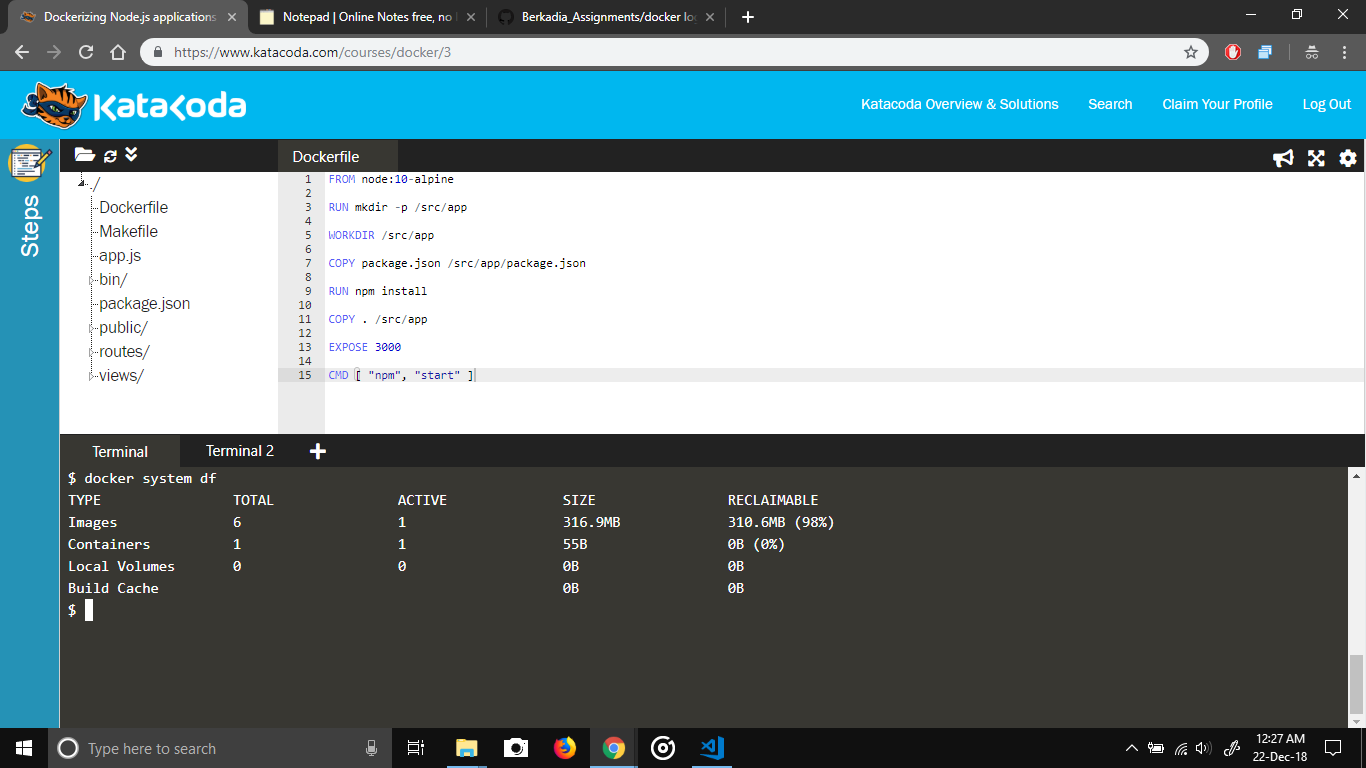 Dockerizing Node.js applications
Notepad | Online Notes free, no
Berkadia_Assignments/docker lo
https://www.katacoda.com/courses/docker/3
Katacoda
Katacoda Overview & Solutions
Search
Claim Your Profile
Log Out
Steps
./
Dockerfile
Makefile
app.js
bin/
package.json
public/
routes/
views/
Dockerfile
1 FROM node:10-alpine
2
3 RUN mkdir -p /src/app
4
5 WORKDIR /src/app
6
7 COPY package.json /src/app/package.json
8
9 RUN npm install
10
11 COPY . /src/app
12
13 EXPOSE 3000
14
15 CMD [ "npm", "start" ]
Terminal
Terminal 2
$ docker system df
TYPE TOTAL ACTIVE SIZE RECLAIMABLE
Images 6 1 316.9MB 310.6MB (98%)
Containers 1 1 55B 0B (0%)
Local Volumes 0 0 0B 0B
Build Cache 0B 0B
$
Type here to search
12:27 AM
22-Dec-18